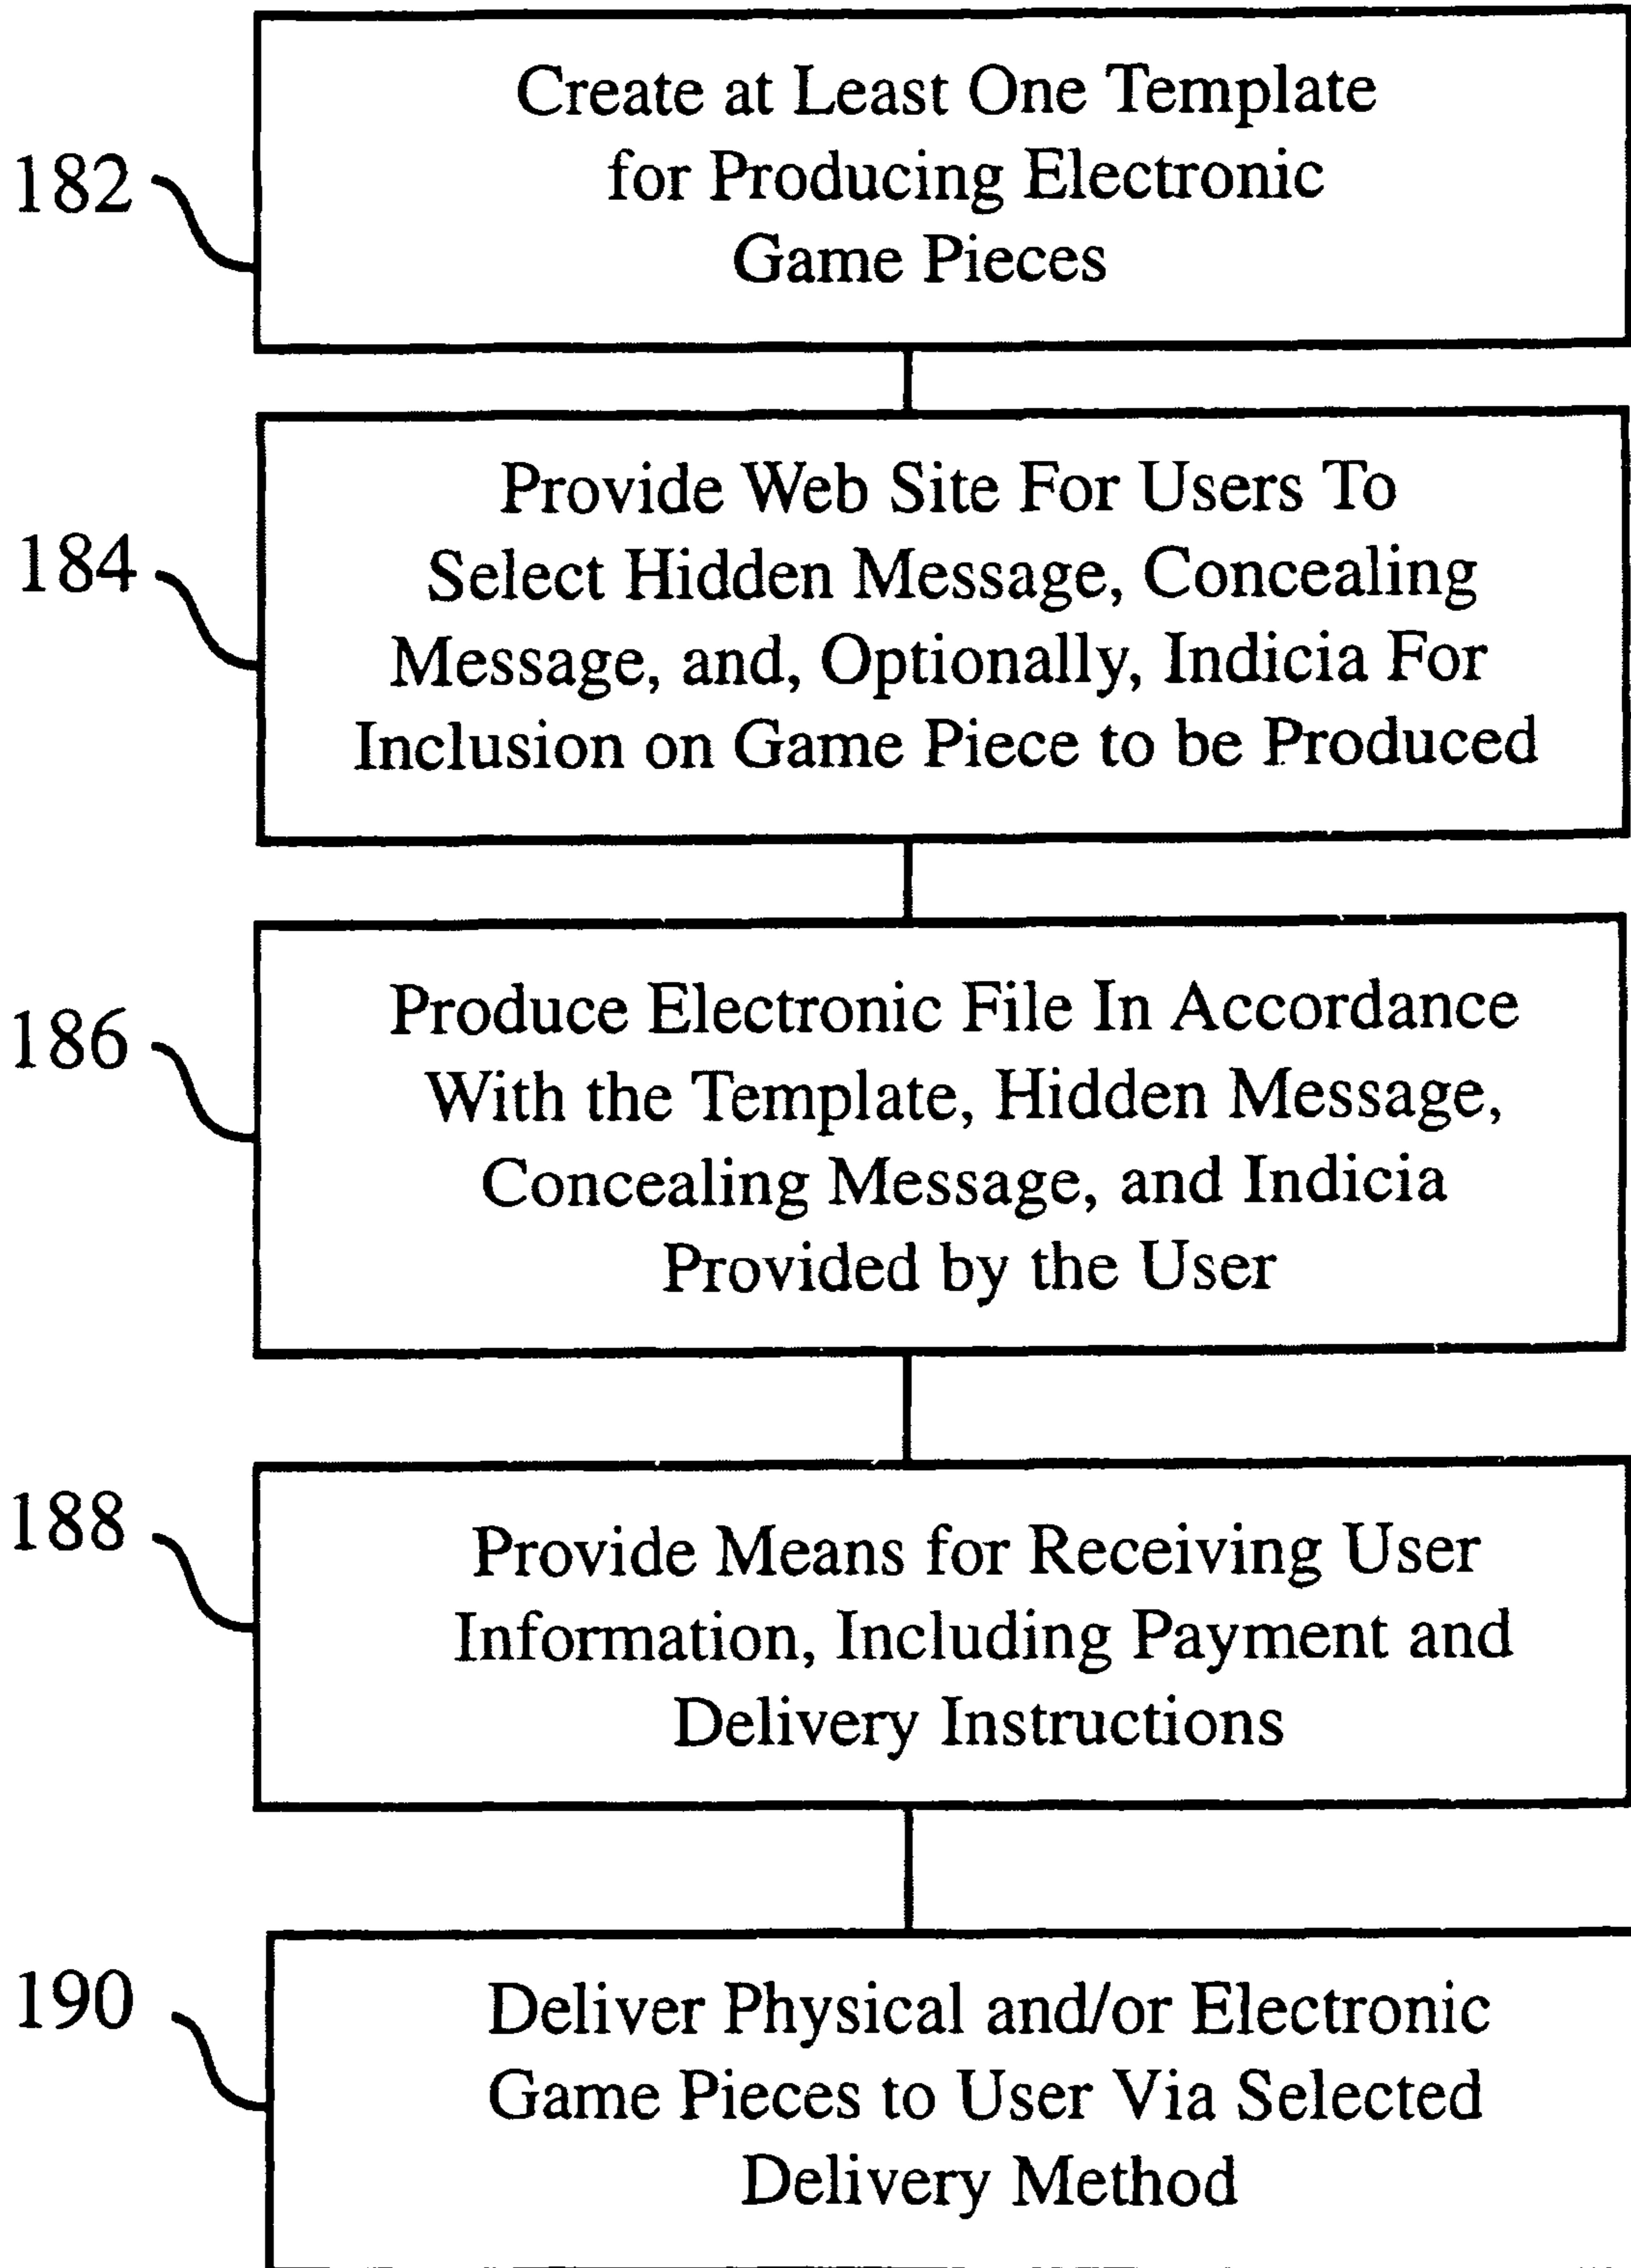 Create at Least One Template
for Producing Electronic
Game Pieces
182
Provide Web Site For Users To
Select Hidden Message, Concealing
Message, and, Optionally, Indicia For
Inclusion on Game Piece to be Produced
184
Produce Electronic File In Accordance
With the Template, Hidden Message,
Concealing Message, and Indicia
Provided by the User
186
Provide Means for Receiving User
Information, Including Payment and
Delivery Instructions
188
Deliver Physical and/or Electronic
Game Pieces to User Via Selected
Delivery Method
190